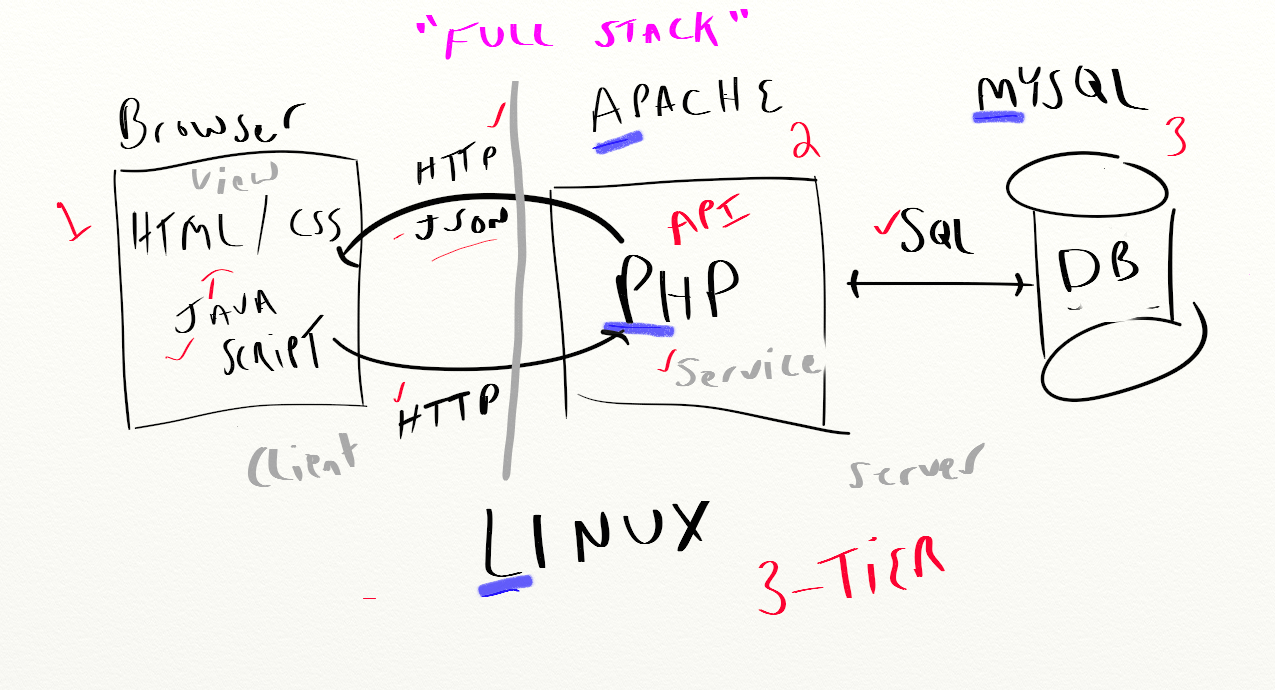 "FULL STACK"
Browser
View
HTML / CSS
JAVA
SCRIPT
1
Client
HTTP
JSON
HTTP
APACHE
2
API
PHP
Service
Server
SQL
MYSQL
3
DB
LINUX
3-TIER